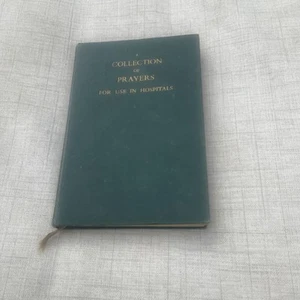 A
COLLECTION
OF
PRAYERS
FOR USE IN HOSPITALS